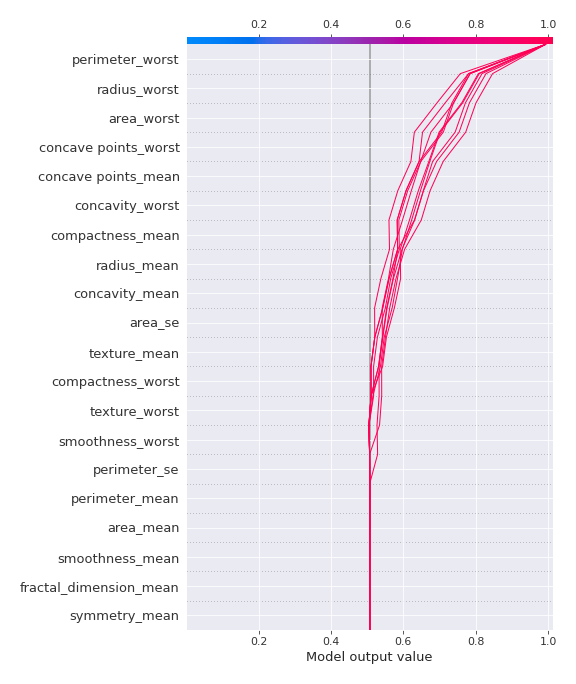 0.2 0.4 0.6 0.8 1.0
perimeter_worst
radius_worst
area_worst
concave points_worst
concave points_mean
concavity_worst
compactness_mean
radius_mean
concavity_mean
area_se
texture_mean
compactness_worst
texture_worst
smoothness_worst
perimeter_se
perimeter_mean
area_mean
smoothness_mean
fractal_dimension_mean
symmetry_mean
0.2 0.4 0.6 0.8 1.0
Model output value